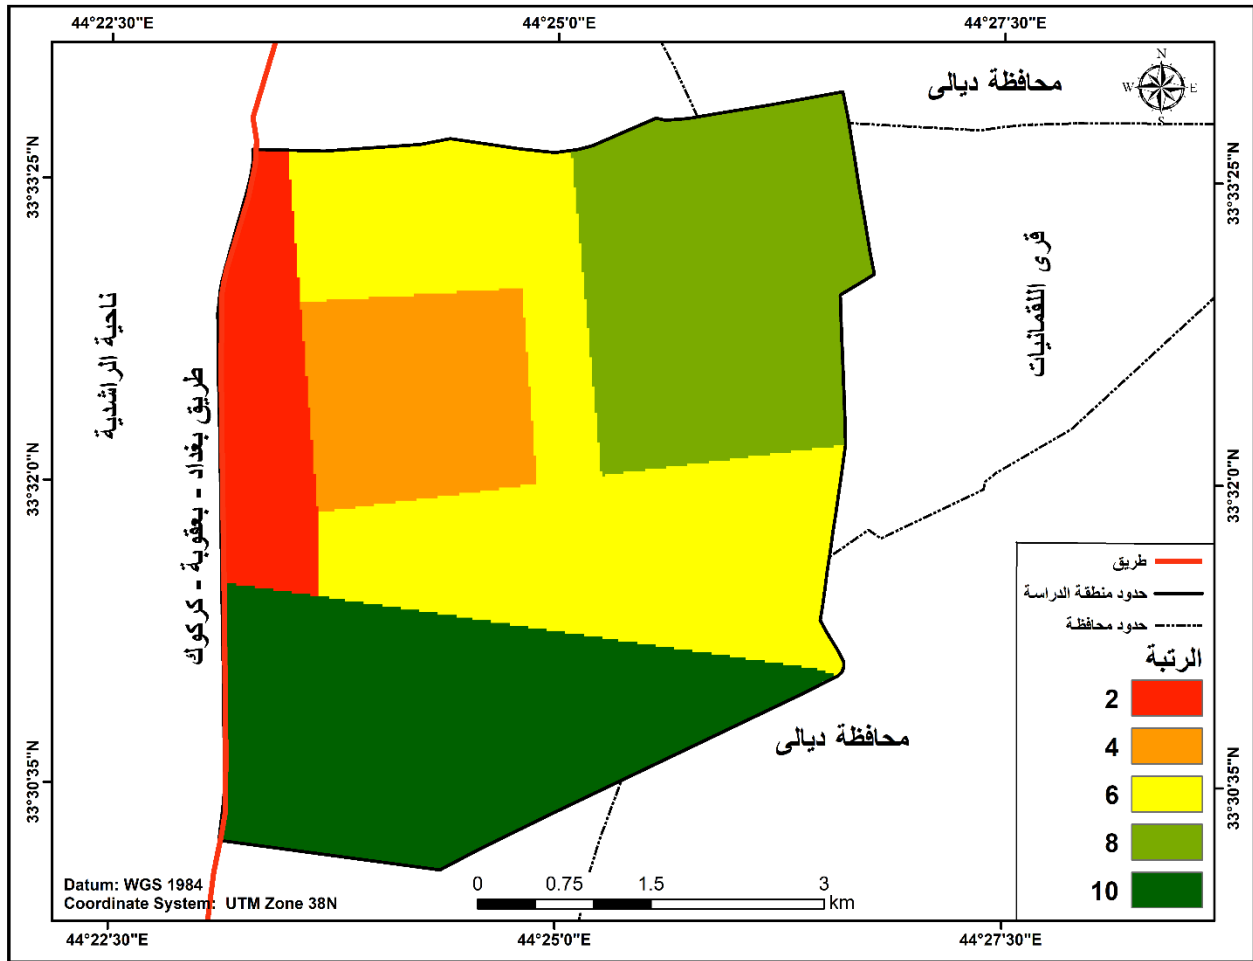 44°22'30"E
44°25'0"E
44°27'30"E
N
W
E
S
محافظة ديالى
33°33'25"N
33°33'25"N
قرى اللقمانيات
ناحية الراشدية
طريق بغداد - بعقوبة - كركوك
33°32'0"N
33°32'0"N
طريق
حدود منطقة الدراسة
حدود محافظة
الرتبة
2
4
6
8
10
محافظة ديالى
33°30'35"N
33°30'35"N
Datum: WGS 1984
Coordinate System: UTM Zone 38N
0 0.75 1.5 3
km
44°22'30"E
44°25'0"E
44°27'30"E